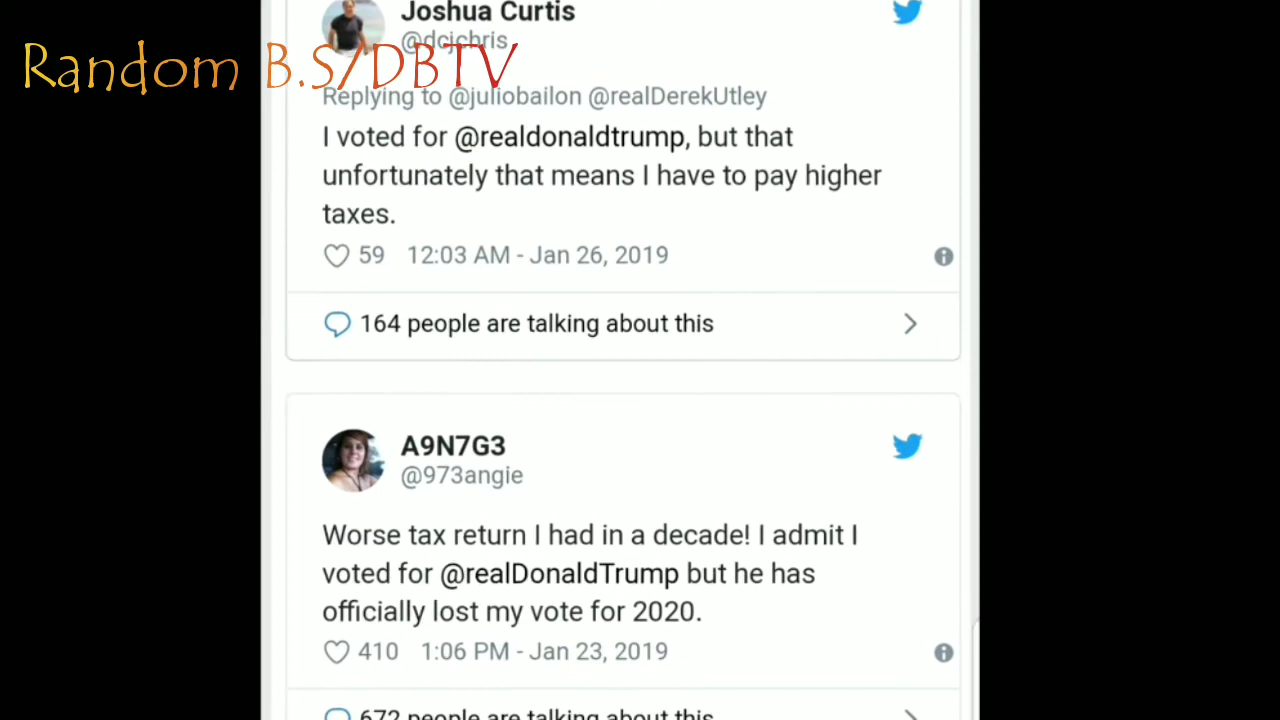 Joshua Curtis
@dcjchris
Random B.S/DBTV
Replying to @juliobailon @realDerekUtley
I voted for @realdonaldtrump, but that
unfortunately that means I have to pay higher
taxes.
59 12:03 AM - Jan 26, 2019
164 people are talking about this
A9N7G3
@973angie
Worse tax return I had in a decade! I admit I
voted for @realDonaldTrump but he has
officially lost my vote for 2020.
410 1:06 PM - Jan 23, 2019
672 people are talking about this